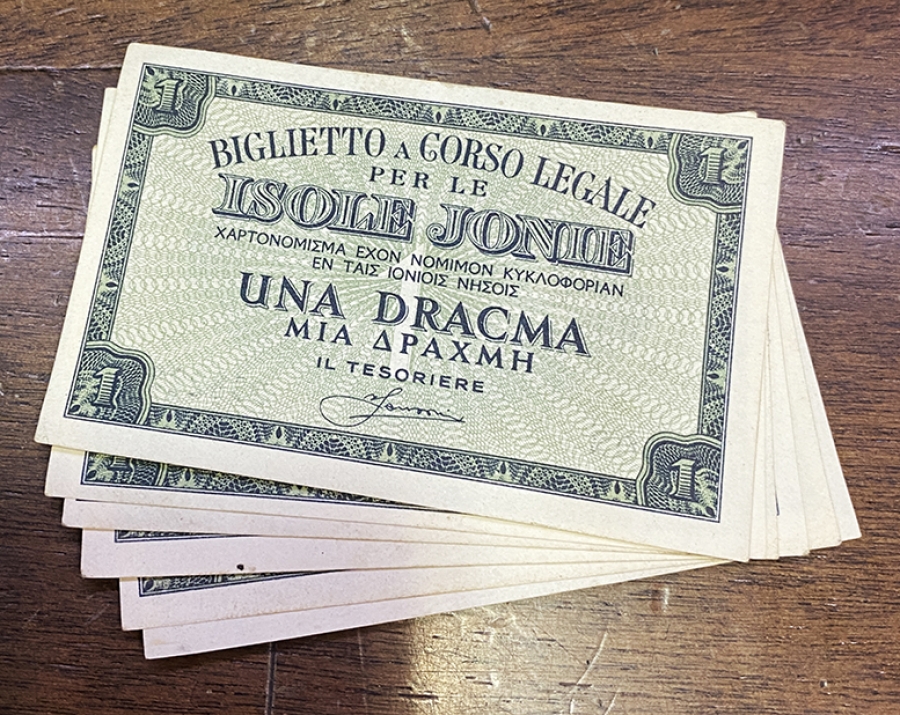 1 1
BIGLIETTO A CORSO LEGALE
PER LE
ISOLE JONIE
ΧΑΡΤΟΝΟΜΙΣΜΑ ΕΧΟΝ ΝΟΜΙΜΟΝ ΚΥΚΛΟΦΟΡΙΑΝ
ΕΝ ΤΑΙΣ ΙΟΝΙΟΙΣ ΝΗΣΟΙΣ
UNA DRACMA
ΜΙΑ ΔΡΑΧΜΗ
IL TESORIERE
1 1